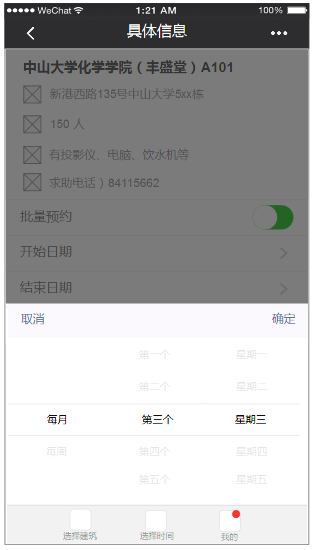 WeChat 1:21 AM 100%
具体信息
中山大学化学学院（丰盛堂）A101
新港西路135号中山大学5xx栋
150 人
有投影仪、电脑、饮水机等
求助电话）84115662
批量预约
开始日期
结束日期
取消 确定
第一个 星期一
第二个 星期二
每月 第三个 星期三
每周 第四个 星期四
第五个 星期五
选择建筑 选择时间 我的